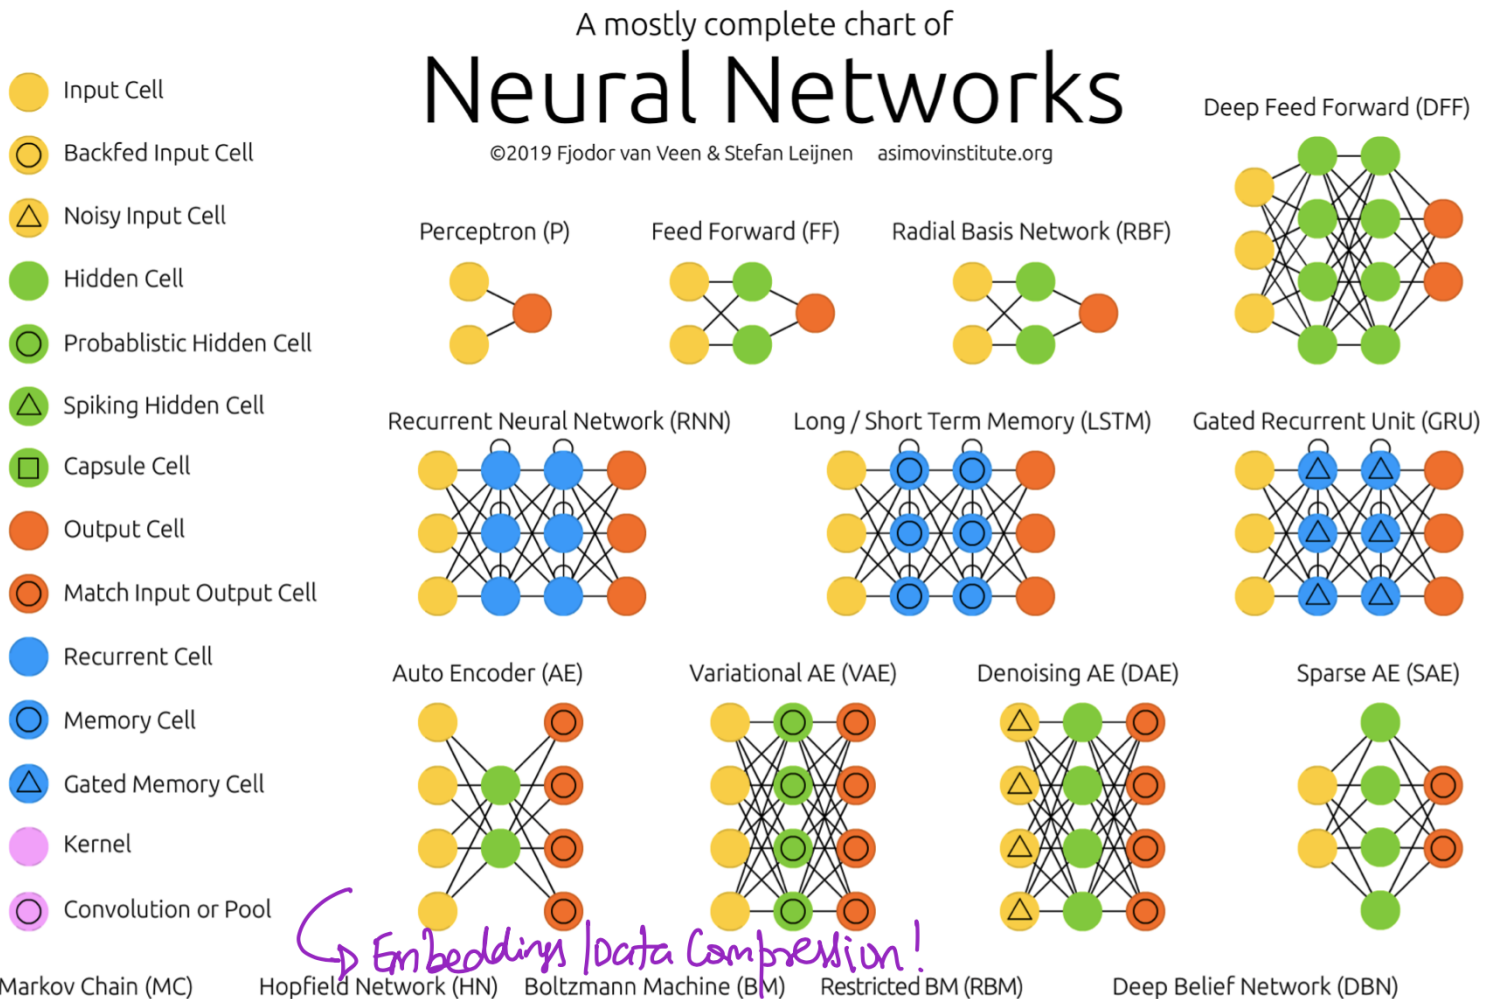 A mostly complete chart of
Neural Networks
©2019 Fjodor van Veen & Stefan Leijnen asimovinstitute.org
Input Cell
Backfed Input Cell
Noisy Input Cell
Hidden Cell
Probablistic Hidden Cell
Spiking Hidden Cell
Capsule Cell
Output Cell
Match Input Output Cell
Recurrent Cell
Memory Cell
Gated Memory Cell
Kernel
Convolution or Pool
Deep Feed Forward (DFF)
Perceptron (P)
Feed Forward (FF)
Radial Basis Network (RBF)
Recurrent Neural Network (RNN)
Long / Short Term Memory (LSTM)
Gated Recurrent Unit (GRU)
Auto Encoder (AE)
Variational AE (VAE)
Denoising AE (DAE)
Sparse AE (SAE)
Embeddings | Data Compression!
Markov Chain (MC)
Hopfield Network (HN)
Boltzmann Machine (BM)
Restricted BM (RBM)
Deep Belief Network (DBN)